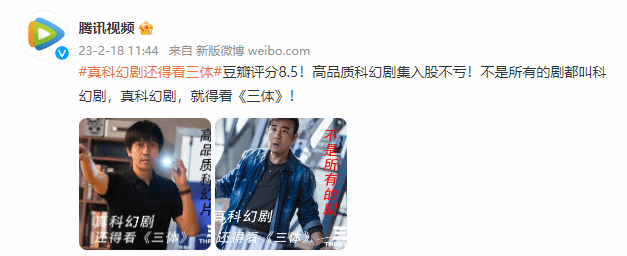 腾讯视频
23-2-18 11:44 来自 新版微博 weibo.com
#真科幻剧还得看三体#豆瓣评分8.5！高品质科幻剧集入股不亏！不是所有的剧都叫科
幻剧，真科幻剧，就得看《三体》！
高品质科幻片
真科幻剧
还得看《三体》
THREE
不是所有的剧
真科幻剧
还得看《三体》
THREE